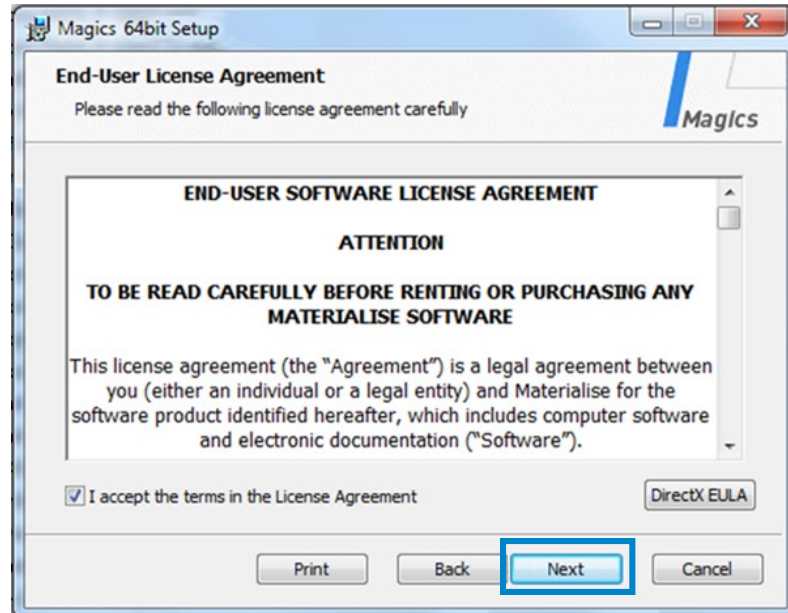 Magics 64bit Setup
End-User License Agreement
Please read the following license agreement carefully
Magics
END-USER SOFTWARE LICENSE AGREEMENT
ATTENTION
TO BE READ CAREFULLY BEFORE RENTING OR PURCHASING ANY
MATERIALISE SOFTWARE
This license agreement (the “Agreement”) is a legal agreement between
you (either an individual or a legal entity) and Materialise for the
software product identified hereafter, which includes computer software
and electronic documentation (“Software”).
I accept the terms in the License Agreement
DirectX EULA
Print Back Next Cancel